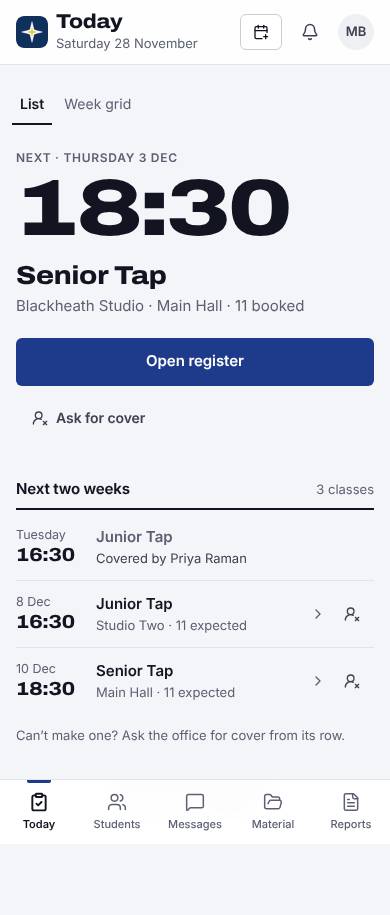 Today
Saturday 28 November
MB
List
Week grid
NEXT · THURSDAY 3 DEC
18:30
Senior Tap
Blackheath Studio · Main Hall · 11 booked
Open register
Ask for cover
Next two weeks
3 classes
Tuesday
16:30
Junior Tap
Covered by Priya Raman
8 Dec
16:30
Junior Tap
Studio Two · 11 expected
10 Dec
18:30
Senior Tap
Main Hall · 11 expected
Can't make one? Ask the office for cover from its row.
Today
Students
Messages
Material
Reports